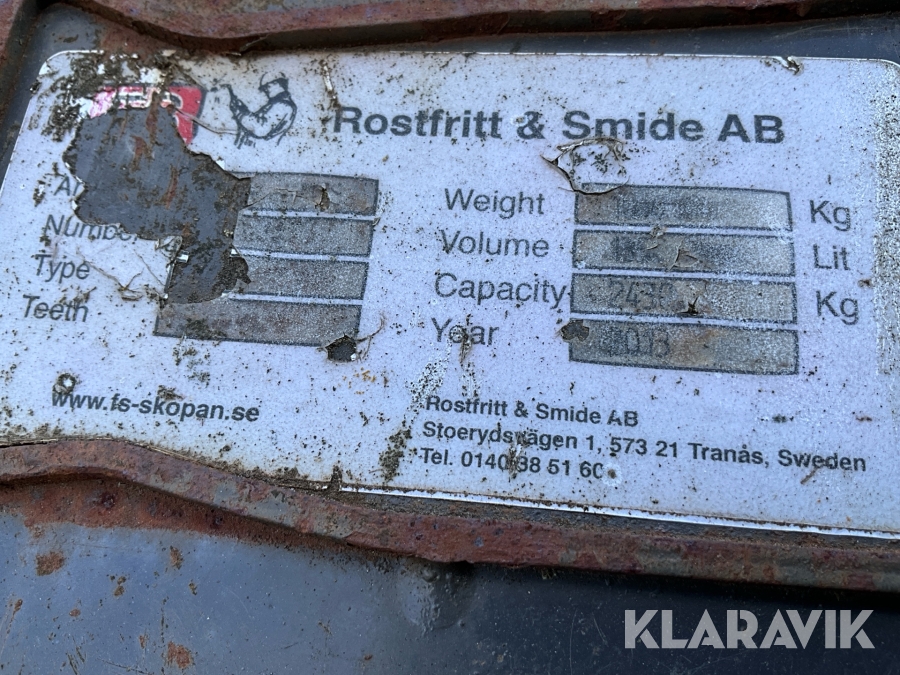 Rostfritt & Smide AB
Number
Type
Teeth
Weight Kg
Volume Lit
Capacity Kg
Year
www.fs-skopan.se
Rostfritt & Smide AB
Stoerydsvägen 1, 573 21 Tranås, Sweden
Tel. 0140 38 51 60
KLARAVIK